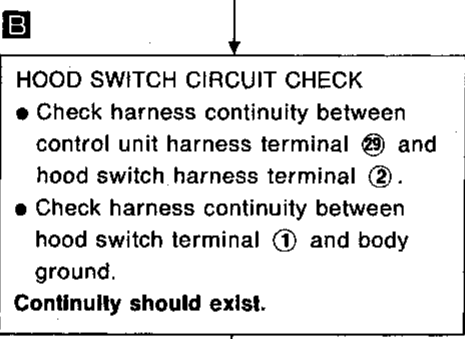 B
HOOD SWITCH CIRCUIT CHECK
● Check harness continuity between
control unit harness terminal ㉙ and
hood switch harness terminal ②.
● Check harness continuity between
hood switch terminal ① and body
ground.
Continuity should exist.